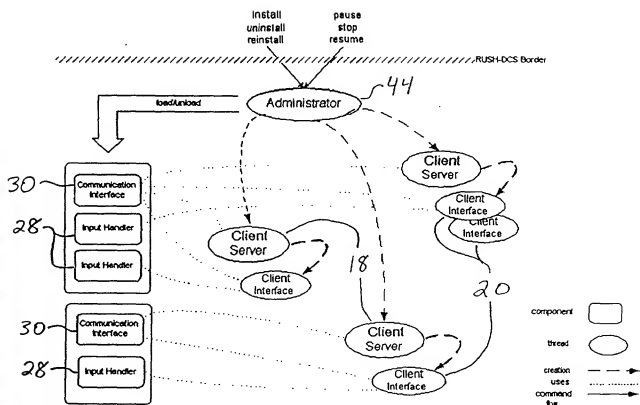 install
uninstall
reinstall
pause
stop
resume
RUSH-DCS Border
Administrator
44
load/unload
30
Communication
Interface
28
Input Handler
Input Handler
30
Communication
Interface
28
Input Handler
Client
Server
Client
Interface
18
Client
Server
Client
Interface
Client
Server
Client
Interface
Client
Interface
20
component
thread
creation
uses
command